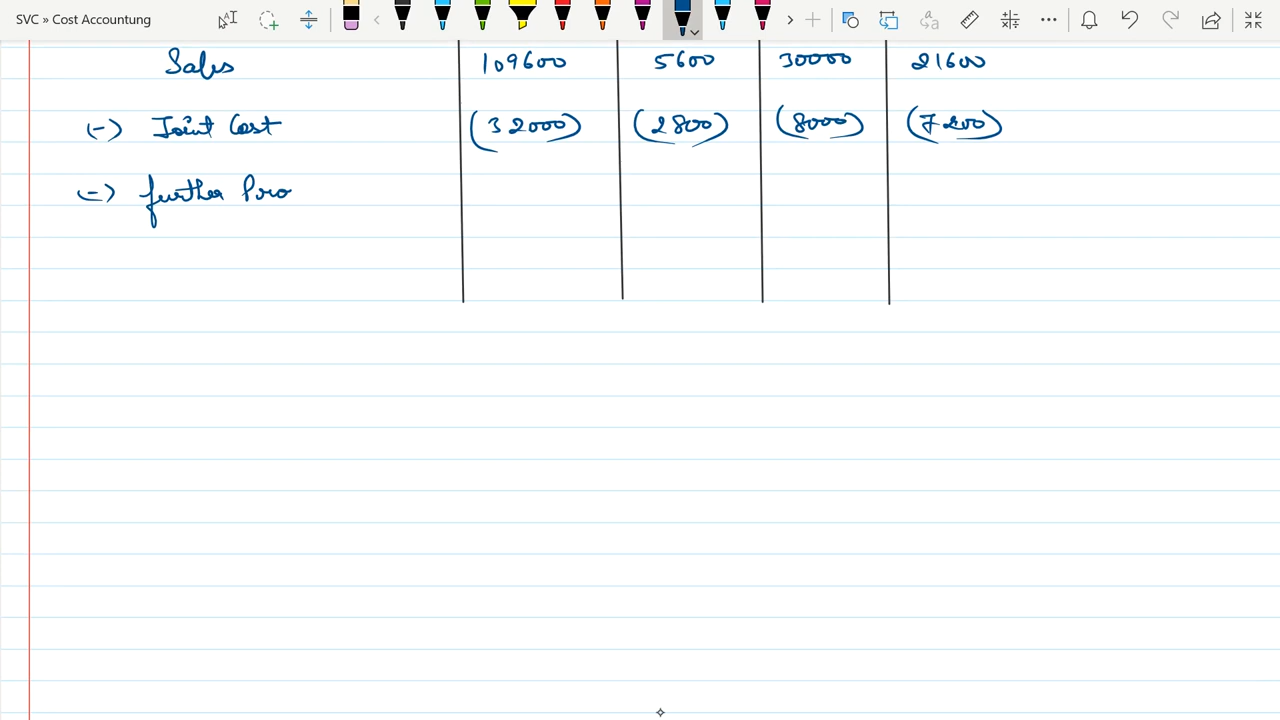 SVC » Cost Accountung
Sales 109600 5600 30000 21600
(-) Joint Cost (32000) (2800) (8000) (7200)
(-) further Pro